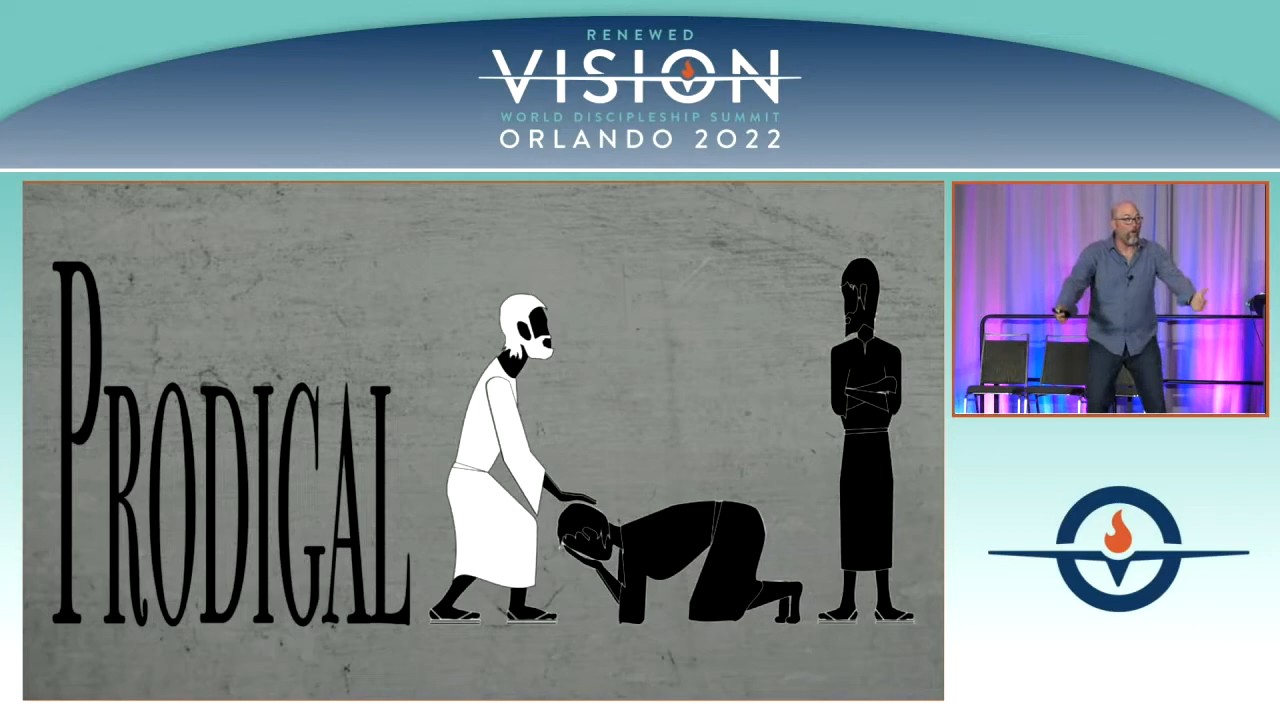 RENEWED
VISION
WORLD DISCIPLESHIP SUMMIT
ORLANDO 2022
PRODIGAL